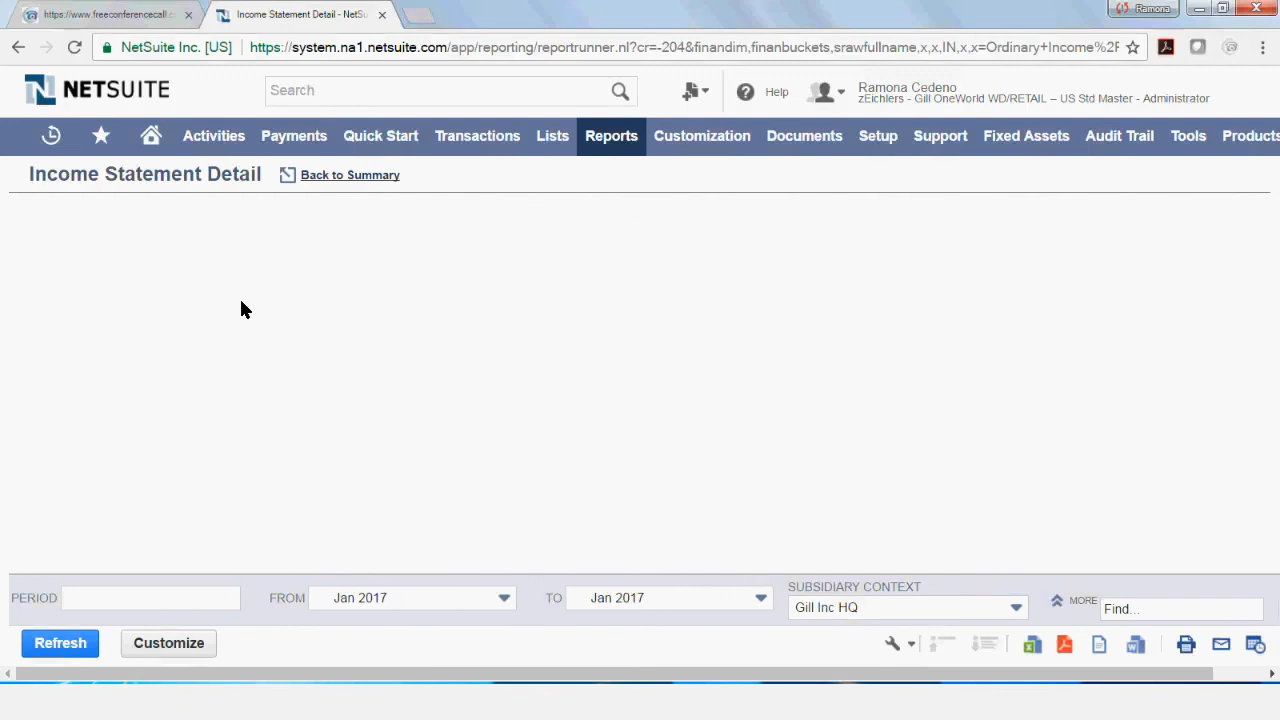 https://www.freeconferencecall.c
Income Statement Detail - NetSu
Ramona
NetSuite Inc. [US]
https://system.na1.netsuite.com/app/reporting/reportrunner.nl?cr=-204&finandim,finanbuckets,srawfullname,x,x,IN,x,x=Ordinary+Income%2F
NETSUITE
Search
Help
Ramona Cedeno
zEichlers - Gill OneWorld WD/RETAIL – US Std Master - Administrator
Activities Payments Quick Start Transactions Lists Reports Customization Documents Setup Support Fixed Assets Audit Trail Tools Products
Income Statement Detail Back to Summary
SUBSIDIARY CONTEXT
PERIOD FROM Jan 2017 TO Jan 2017 Gill Inc HQ MORE Find...
Refresh Customize